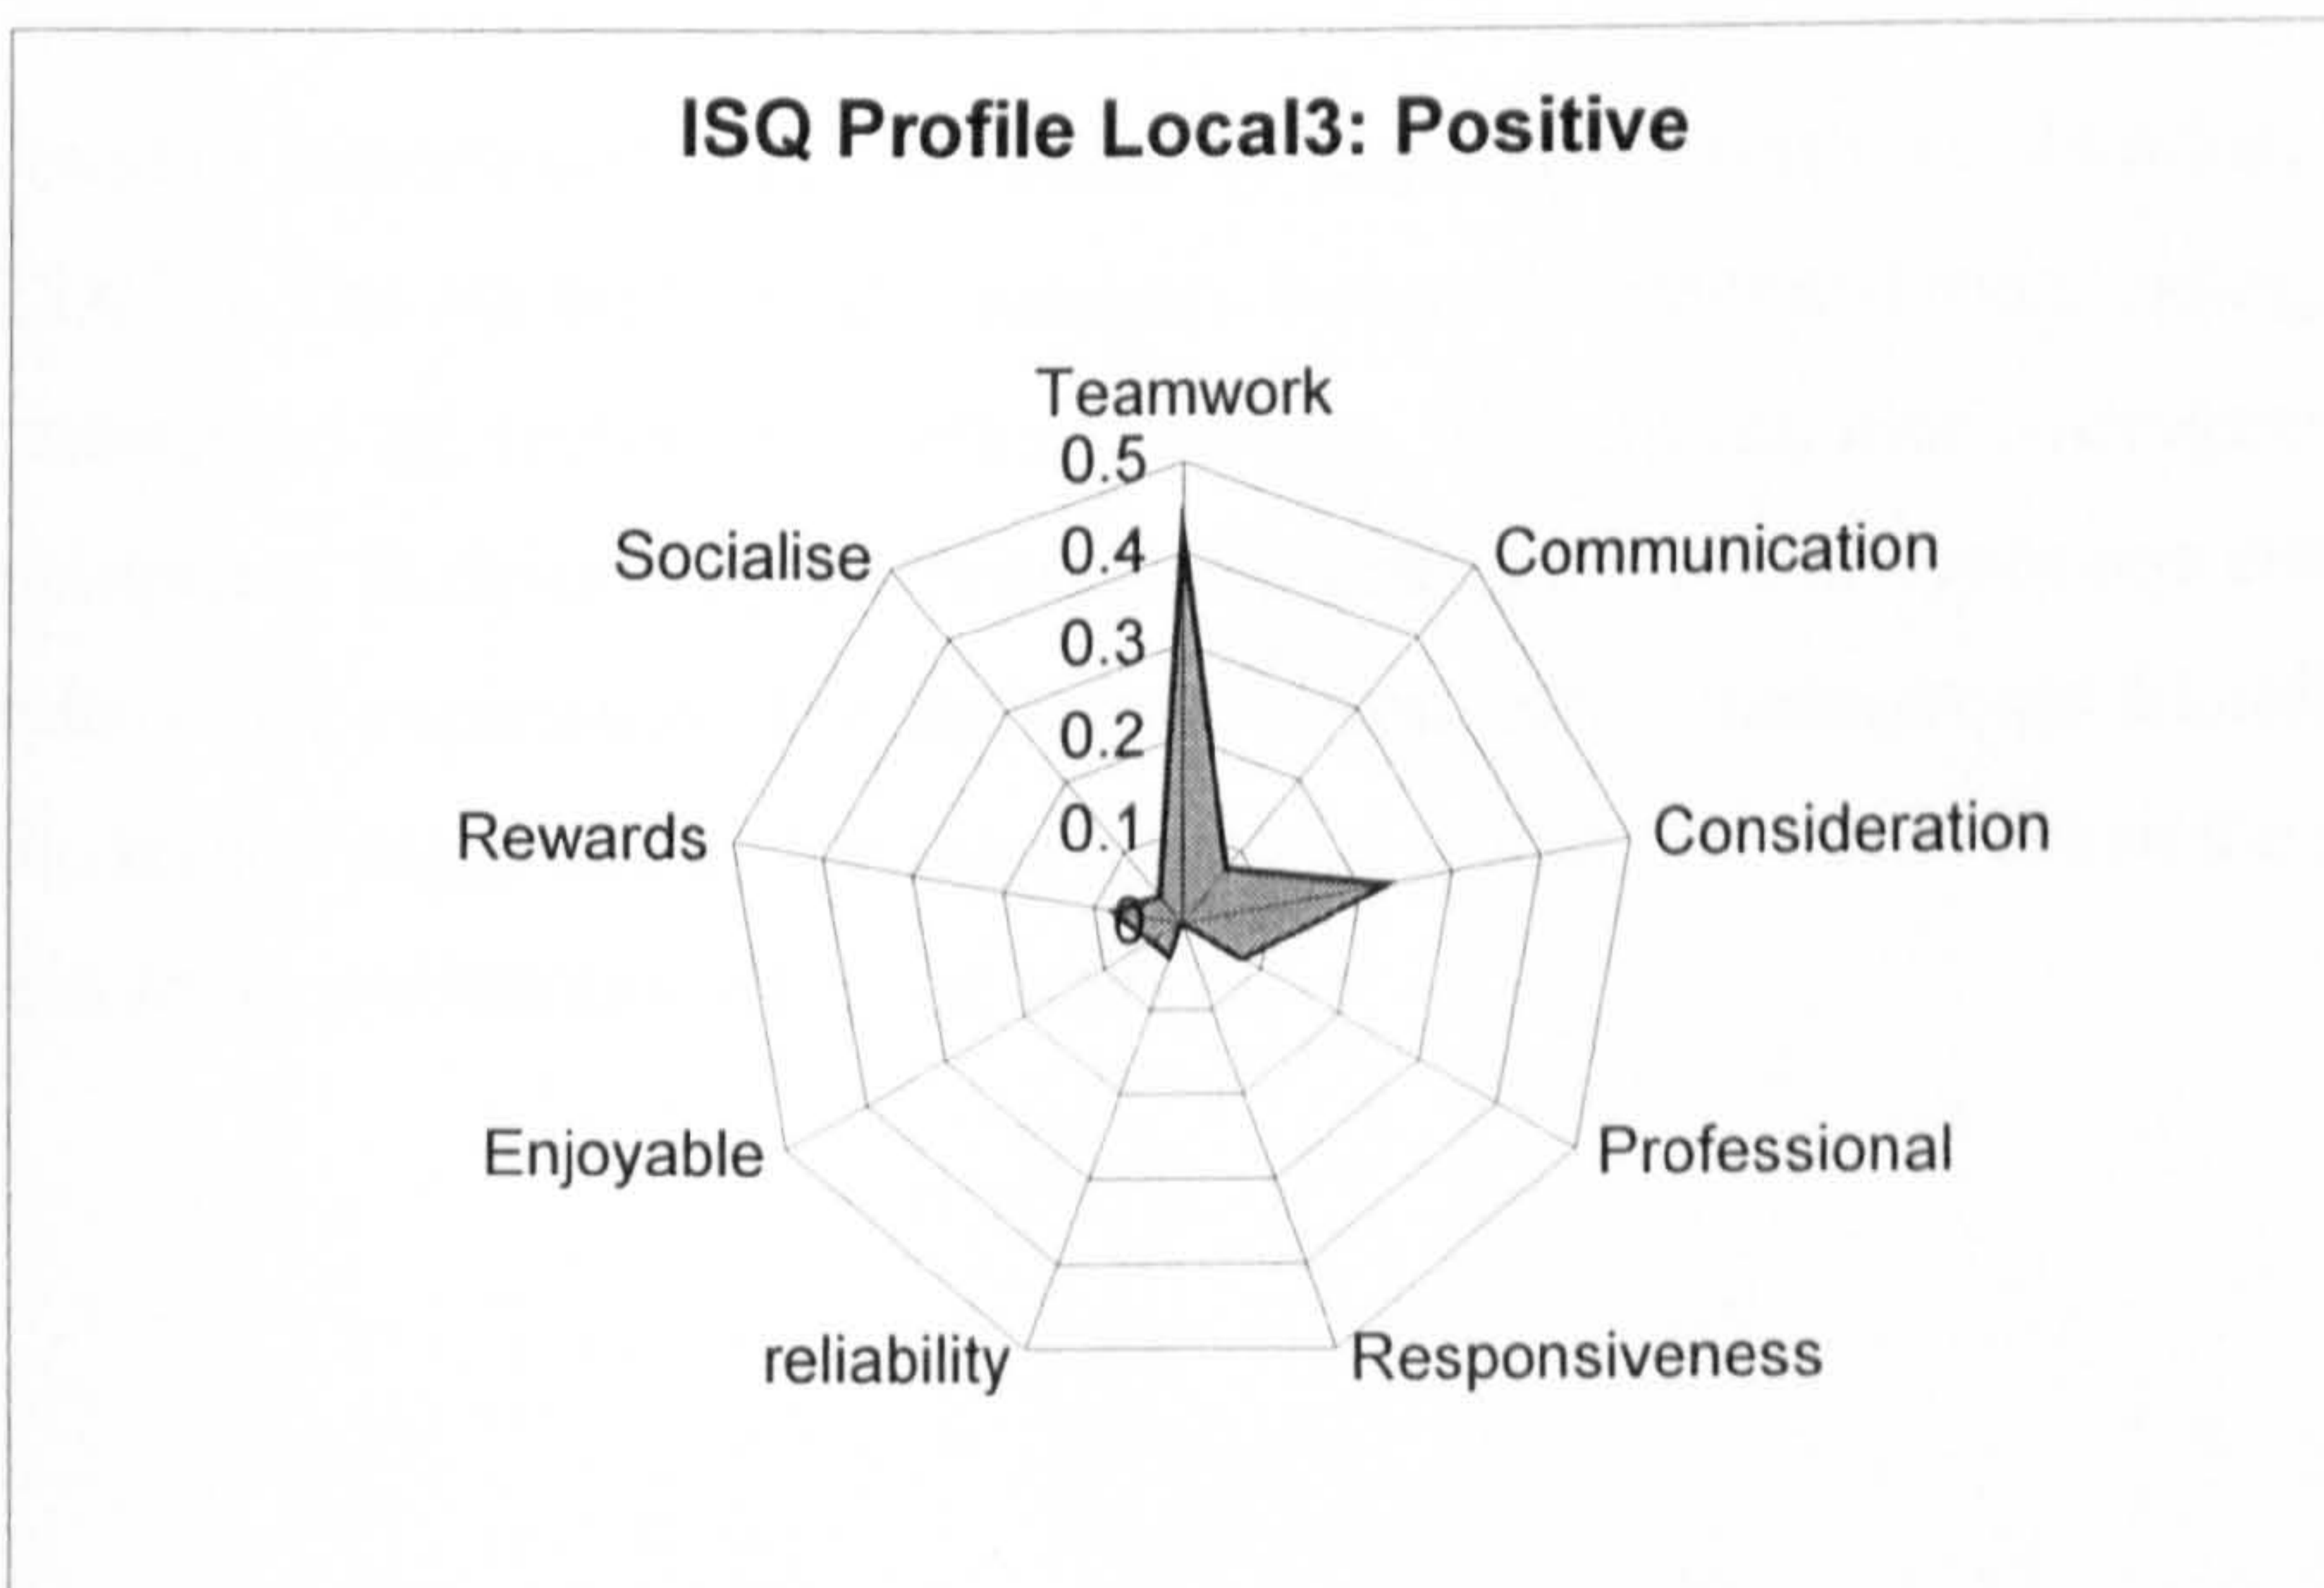 ISQ Profile Local3: Positive
Teamwork
0.5
Socialise
0.4
Communication
0.3
0.2
Rewards
0.1
Consideration
0
Enjoyable
Professional
reliability
Responsiveness